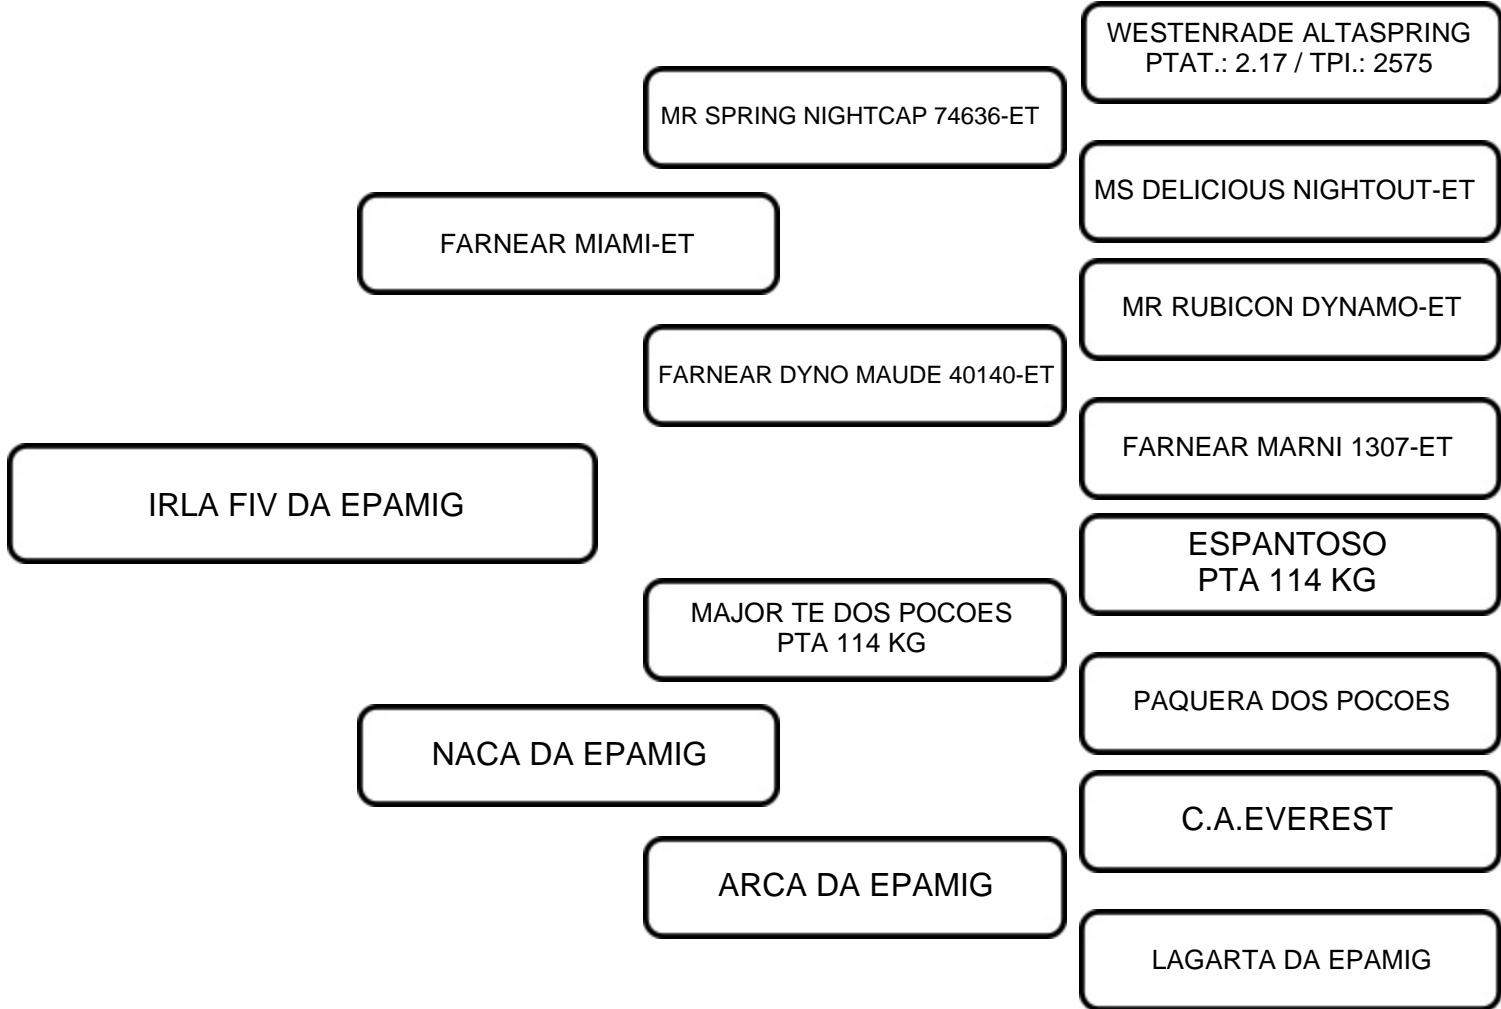 WESTENRADE ALTASPRING
PTAT.: 2.17 / TPI.: 2575
MR SPRING NIGHTCAP 74636-ET
MS DELICIOUS NIGHTOUT-ET
FARNEAR MIAMI-ET
MR RUBICON DYNAMO-ET
FARNEAR DYNO MAUDE 40140-ET
FARNEAR MARNI 1307-ET
IRLA FIV DA EPAMIG
ESPANTOSO
PTA 114 KG
MAJOR TE DOS POCOES
PTA 114 KG
PAQUERA DOS POCOES
NACA DA EPAMIG
C.A.EVEREST
ARCA DA EPAMIG
LAGARTA DA EPAMIG